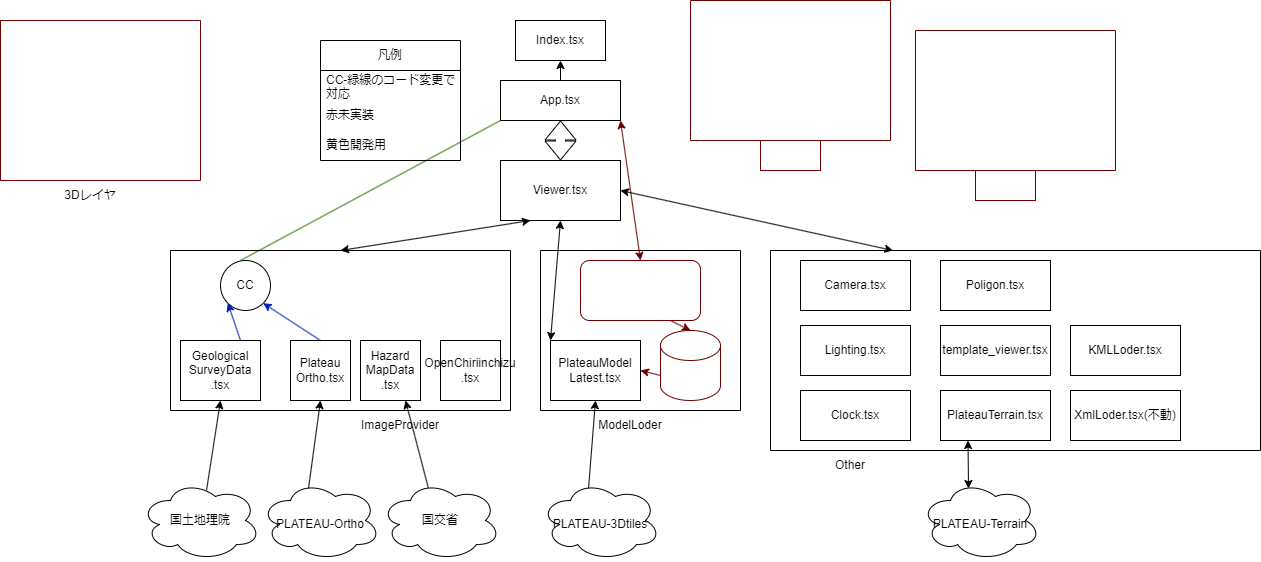 Index.tsx
凡例
CC-緑線のコード変更で
対応
赤未実装
黄色開発用
App.tsx
3Dレイヤ
Viewer.tsx
CC
Camera.tsx
Poligon.tsx
Geological
SurveyData
.tsx
Plateau
Ortho.tsx
Hazard
MapData
.tsx
OpenChiriinchizu
.tsx
PlateauModel
Latest.tsx
Lighting.tsx
template_viewer.tsx
KMLLoder.tsx
Clock.tsx
PlateauTerrain.tsx
XmlLoder.tsx(不動)
ImageProvider
ModelLoder
Other
国土地理院
PLATEAU-Ortho
国交省
PLATEAU-3Dtiles
PLATEAU-Terrain